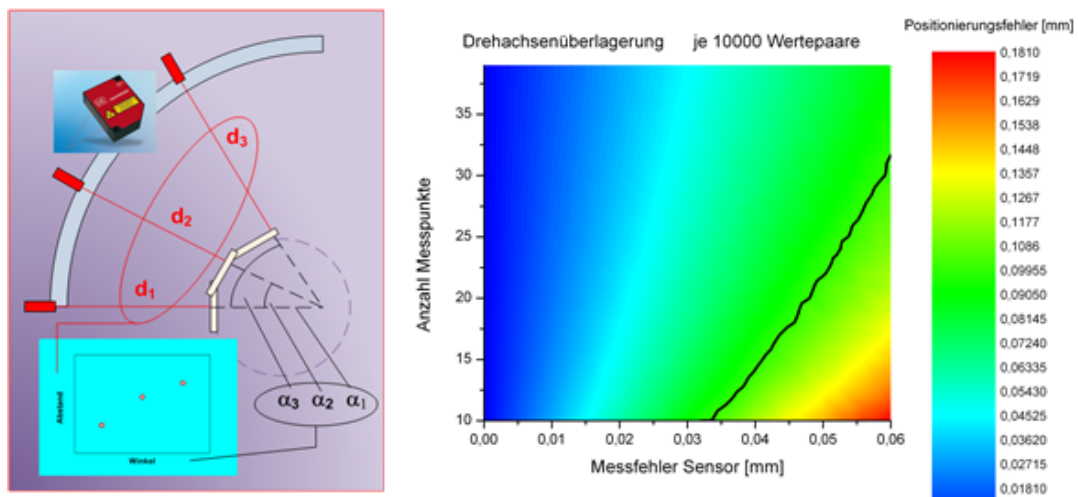 d3
d2
d1
α3 α2 α1
Abstand
Winkel
Drehachsenüberlagerung je 10000 Wertepaare
Anzahl Messpunkte
35
30
25
20
15
10
0,00 0,01 0,02 0,03 0,04 0,05 0,06
Messfehler Sensor [mm]
Positionierungsfehler [mm]
0,1810
0,1719
0,1629
0,1538
0,1448
0,1357
0,1267
0,1177
0,1086
0,09955
0,09050
0,08145
0,07240
0,06335
0,05430
0,04525
0,03620
0,02715
0,01810